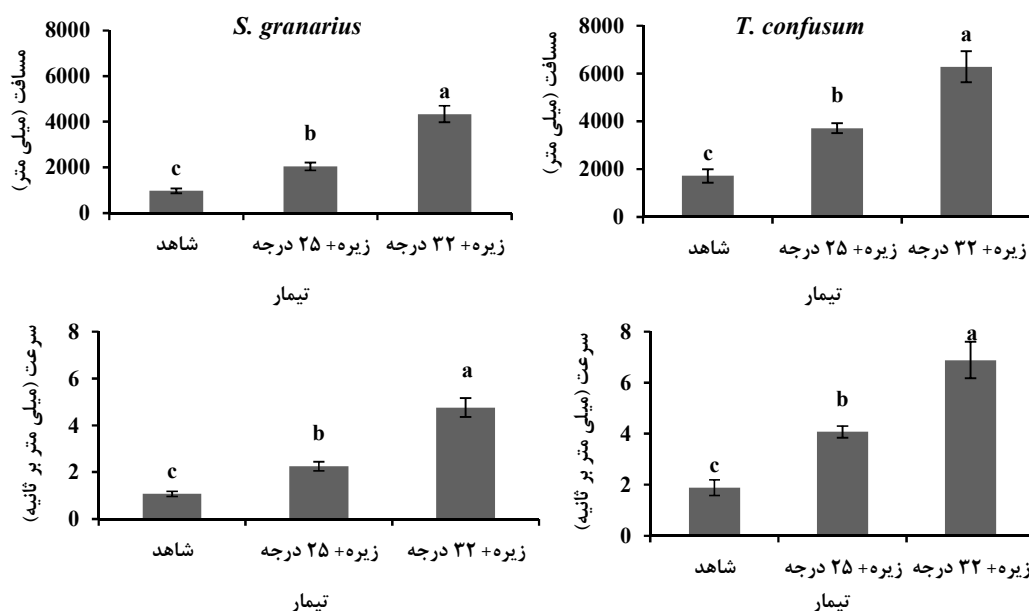 S. granarius
مسافت (میلی متر)
8000
6000
4000
2000
0
c
b
a
شاهد
زیره+ ۲۵ درجه
زیره+ ۳۲ درجه
تیمار
T. confusum
مسافت (میلی متر)
8000
6000
4000
2000
0
c
b
a
شاهد
زیره+ ۲۵ درجه
زیره+ ۳۲ درجه
تیمار
سرعت (میلی متر بر ثانیه)
8
6
4
2
0
c
b
a
شاهد
زیره+ ۲۵ درجه
زیره+ ۳۲ درجه
تیمار
سرعت (میلی متر بر ثانیه)
8
6
4
2
0
c
b
a
شاهد
زیره+ ۲۵ درجه
زیره+ ۳۲ درجه
تیمار